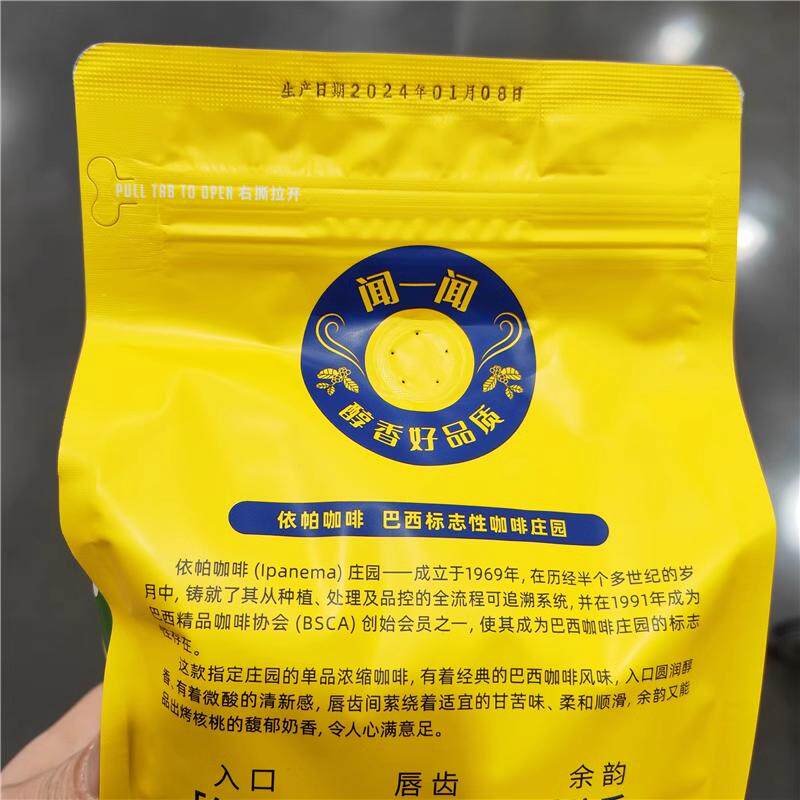 生产日期2024年01月08日
PULL TAB TO OPEN 右撕拉开
闻一闻
醇香好品质
依帕咖啡 巴西标志性咖啡庄园
依帕咖啡 (Ipanema) 庄园——成立于1969年, 在历经半个多世纪的岁
月中, 铸就了其从种植、处理及品控的全流程可追溯系统, 并在1991年成为
巴西精品咖啡协会 (BSCA) 创始会员之一, 使其成为巴西咖啡庄园的标志
性存在。
这款指定庄园的单品浓缩咖啡, 有着经典的巴西咖啡风味, 入口圆润醇
香、有着微酸的清新感, 唇齿间萦绕着适宜的甘苦味、柔和顺滑, 余韵又能
品出烤核桃的馥郁奶香, 令人心满意足。
入口 唇齿 余韵